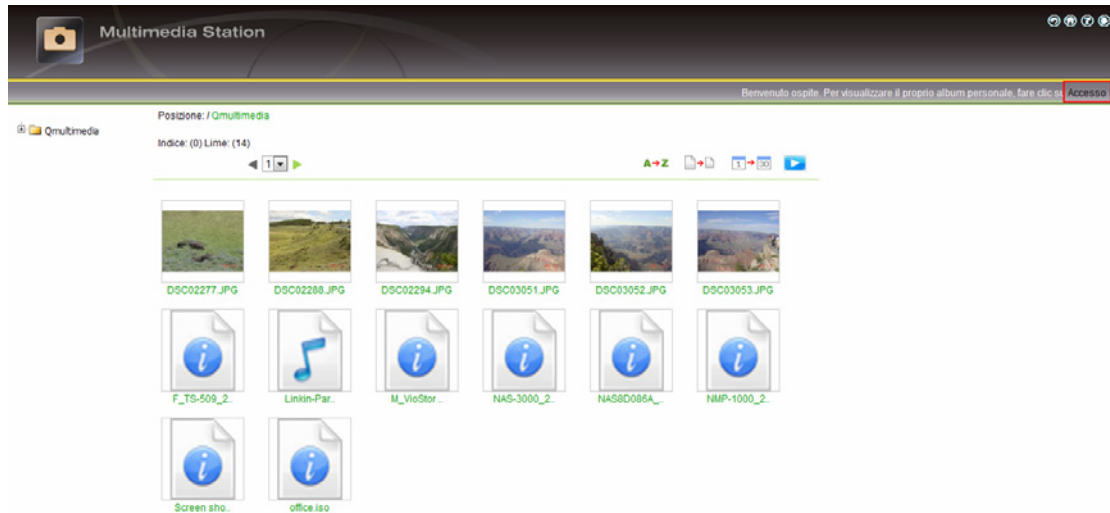 Multimedia Station
Benvenuto ospite. Per visualizzare il proprio album personale, fare clic su Accesso
Posizione: / Qmultimedia
Qmultimedia
Indice: (0) Lime: (14)
1
A Z
1 30
DSC02277.JPG DSC02288.JPG DSC02294.JPG DSC03051.JPG DSC03052.JPG DSC03053.JPG
F_TS-509_2.. Linkin-Par.. M_VioStor .. NAS-3000_2.. NAS8D086A_.. NMP-1000_2..
Screen sho.. office.iso